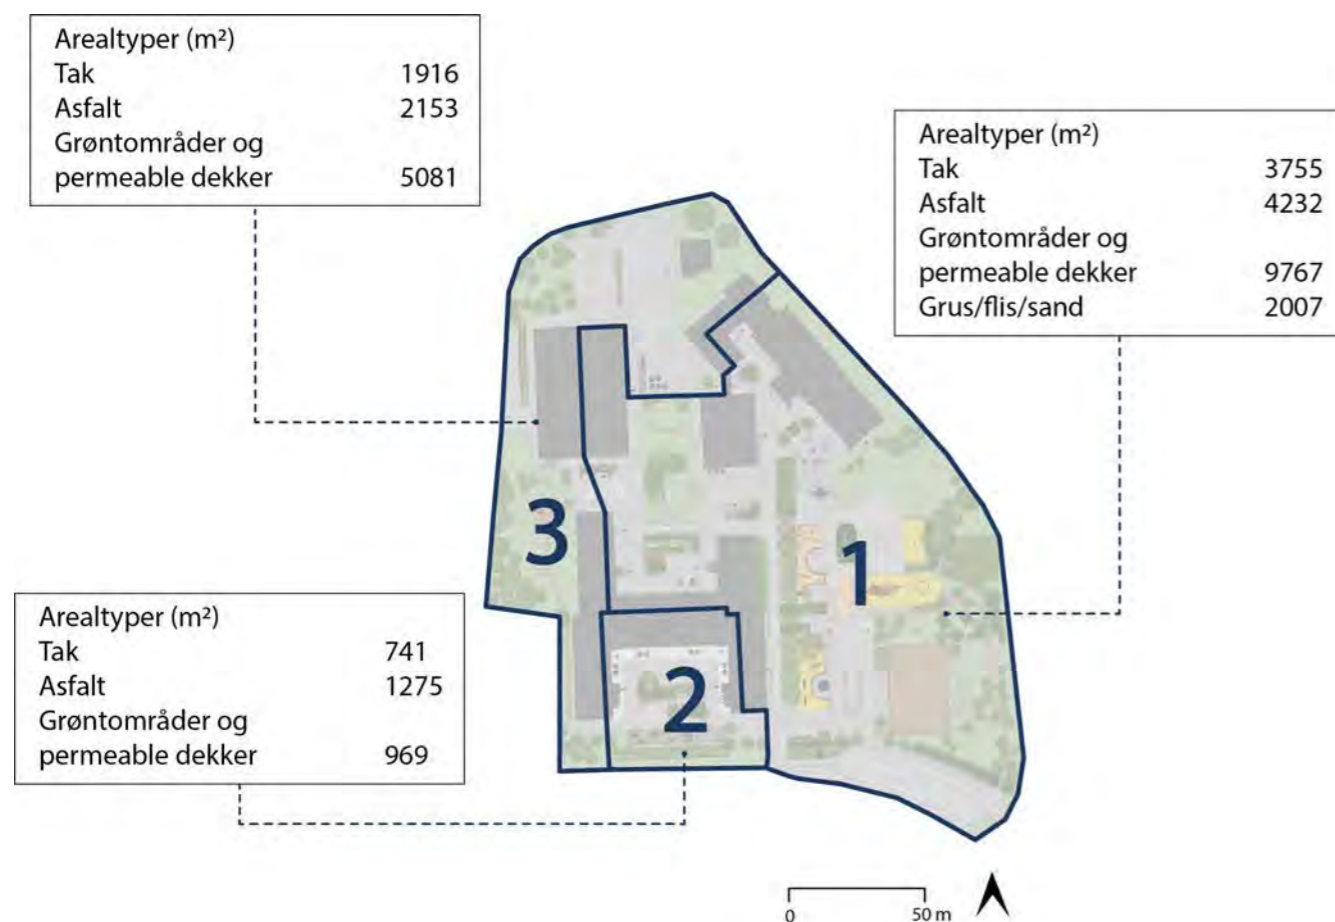 Arealtyper (m²)
Tak 1916
Asfalt 2153
Grøntområder og
permeable dekker 5081
Arealtyper (m²)
Tak 3755
Asfalt 4232
Grøntområder og
permeable dekker 9767
Grus/flis/sand 2007
3
1
Arealtyper (m²)
Tak 741
Asfalt 1275
Grøntområder og
permeable dekker 969
2
0 50 m